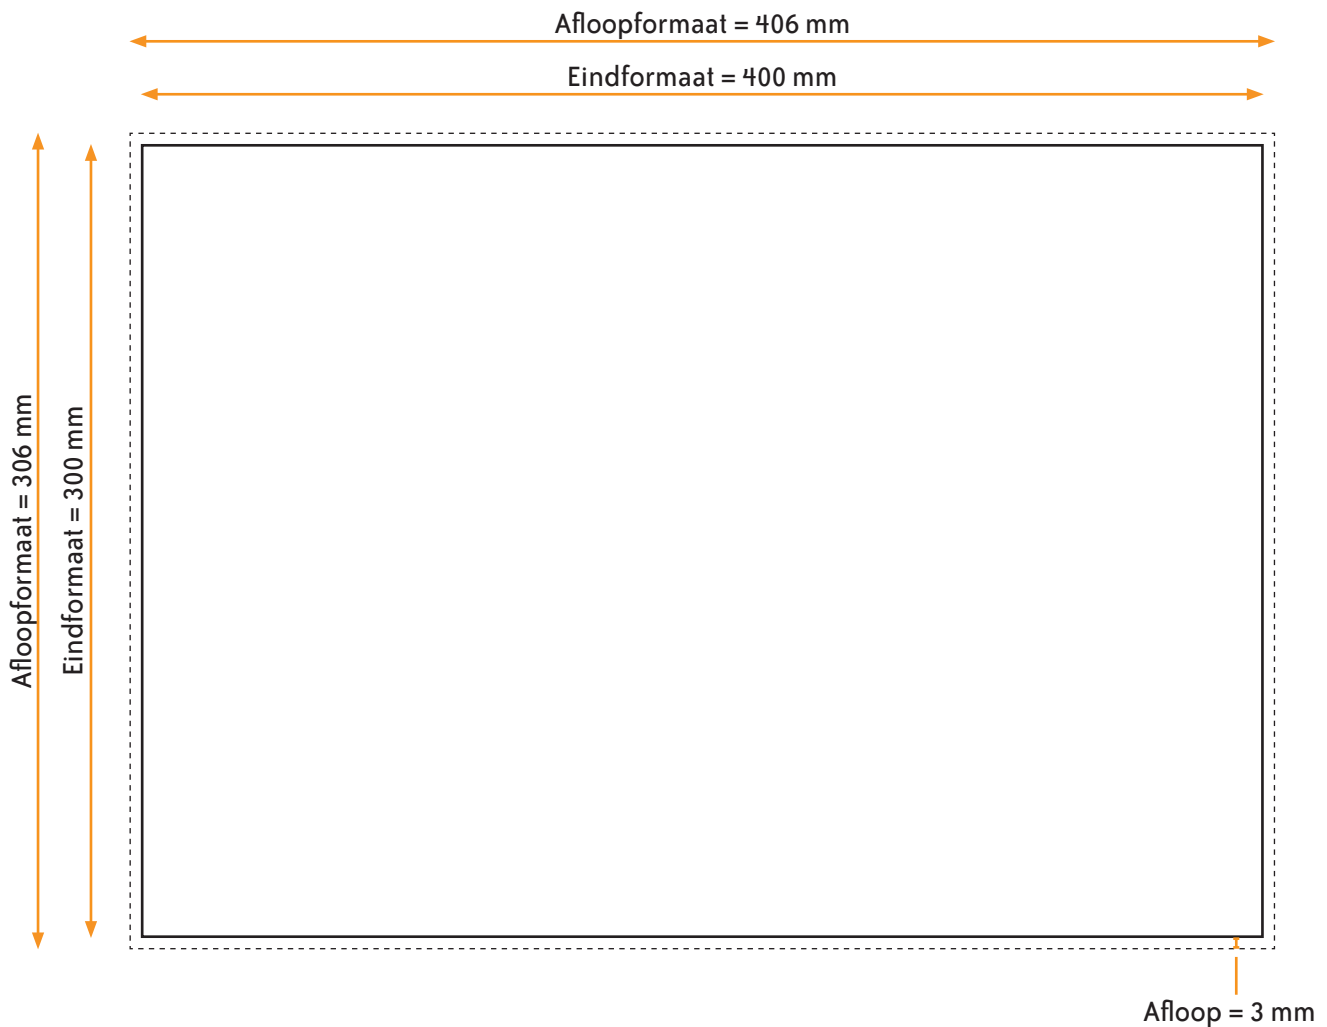 Afloopformaat = 406 mm
Eindformaat = 400 mm
Afloopformaat = 306 mm
Eindformaat = 300 mm
Afloop = 3 mm